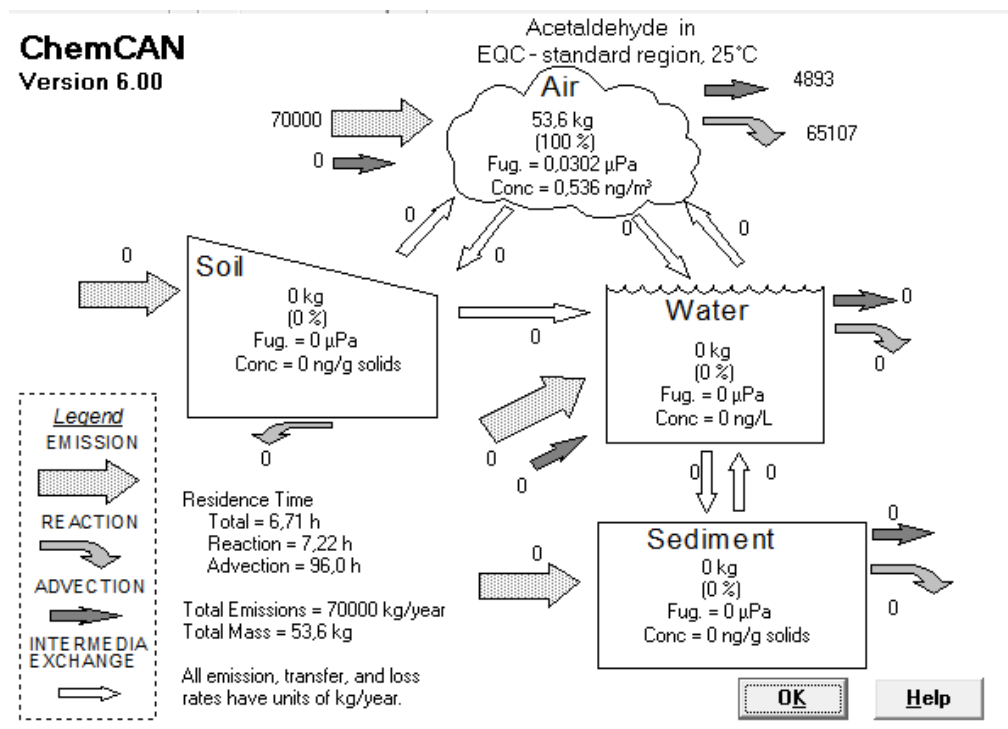 ChemCAN
Version 6.00
Acetaldehyde in
EQC - standard region, 25°C
Air
53,6 kg
(100 %)
Fug. = 0,0302 µPa
Conc = 0,536 ng/m³
70000
0
4893
65107
0
0
0
0
0
Soil
0 kg
(0 %)
Fug. = 0 µPa
Conc = 0 ng/g solids
0
0
Water
0 kg
(0 %)
Fug. = 0 µPa
Conc = 0 ng/L
0
0
0
0
0
0
Legend
EMISSION
REACTION
ADVECTION
INTERMEDIA
EXCHANGE
Residence Time
Total = 6,71 h
Reaction = 7,22 h
Advection = 96,0 h
Total Emissions = 70000 kg/year
Total Mass = 53,6 kg
All emission, transfer, and loss
rates have units of kg/year.
0
Sediment
0 kg
(0 %)
Fug. = 0 µPa
Conc = 0 ng/g solids
0
0
OK
Help